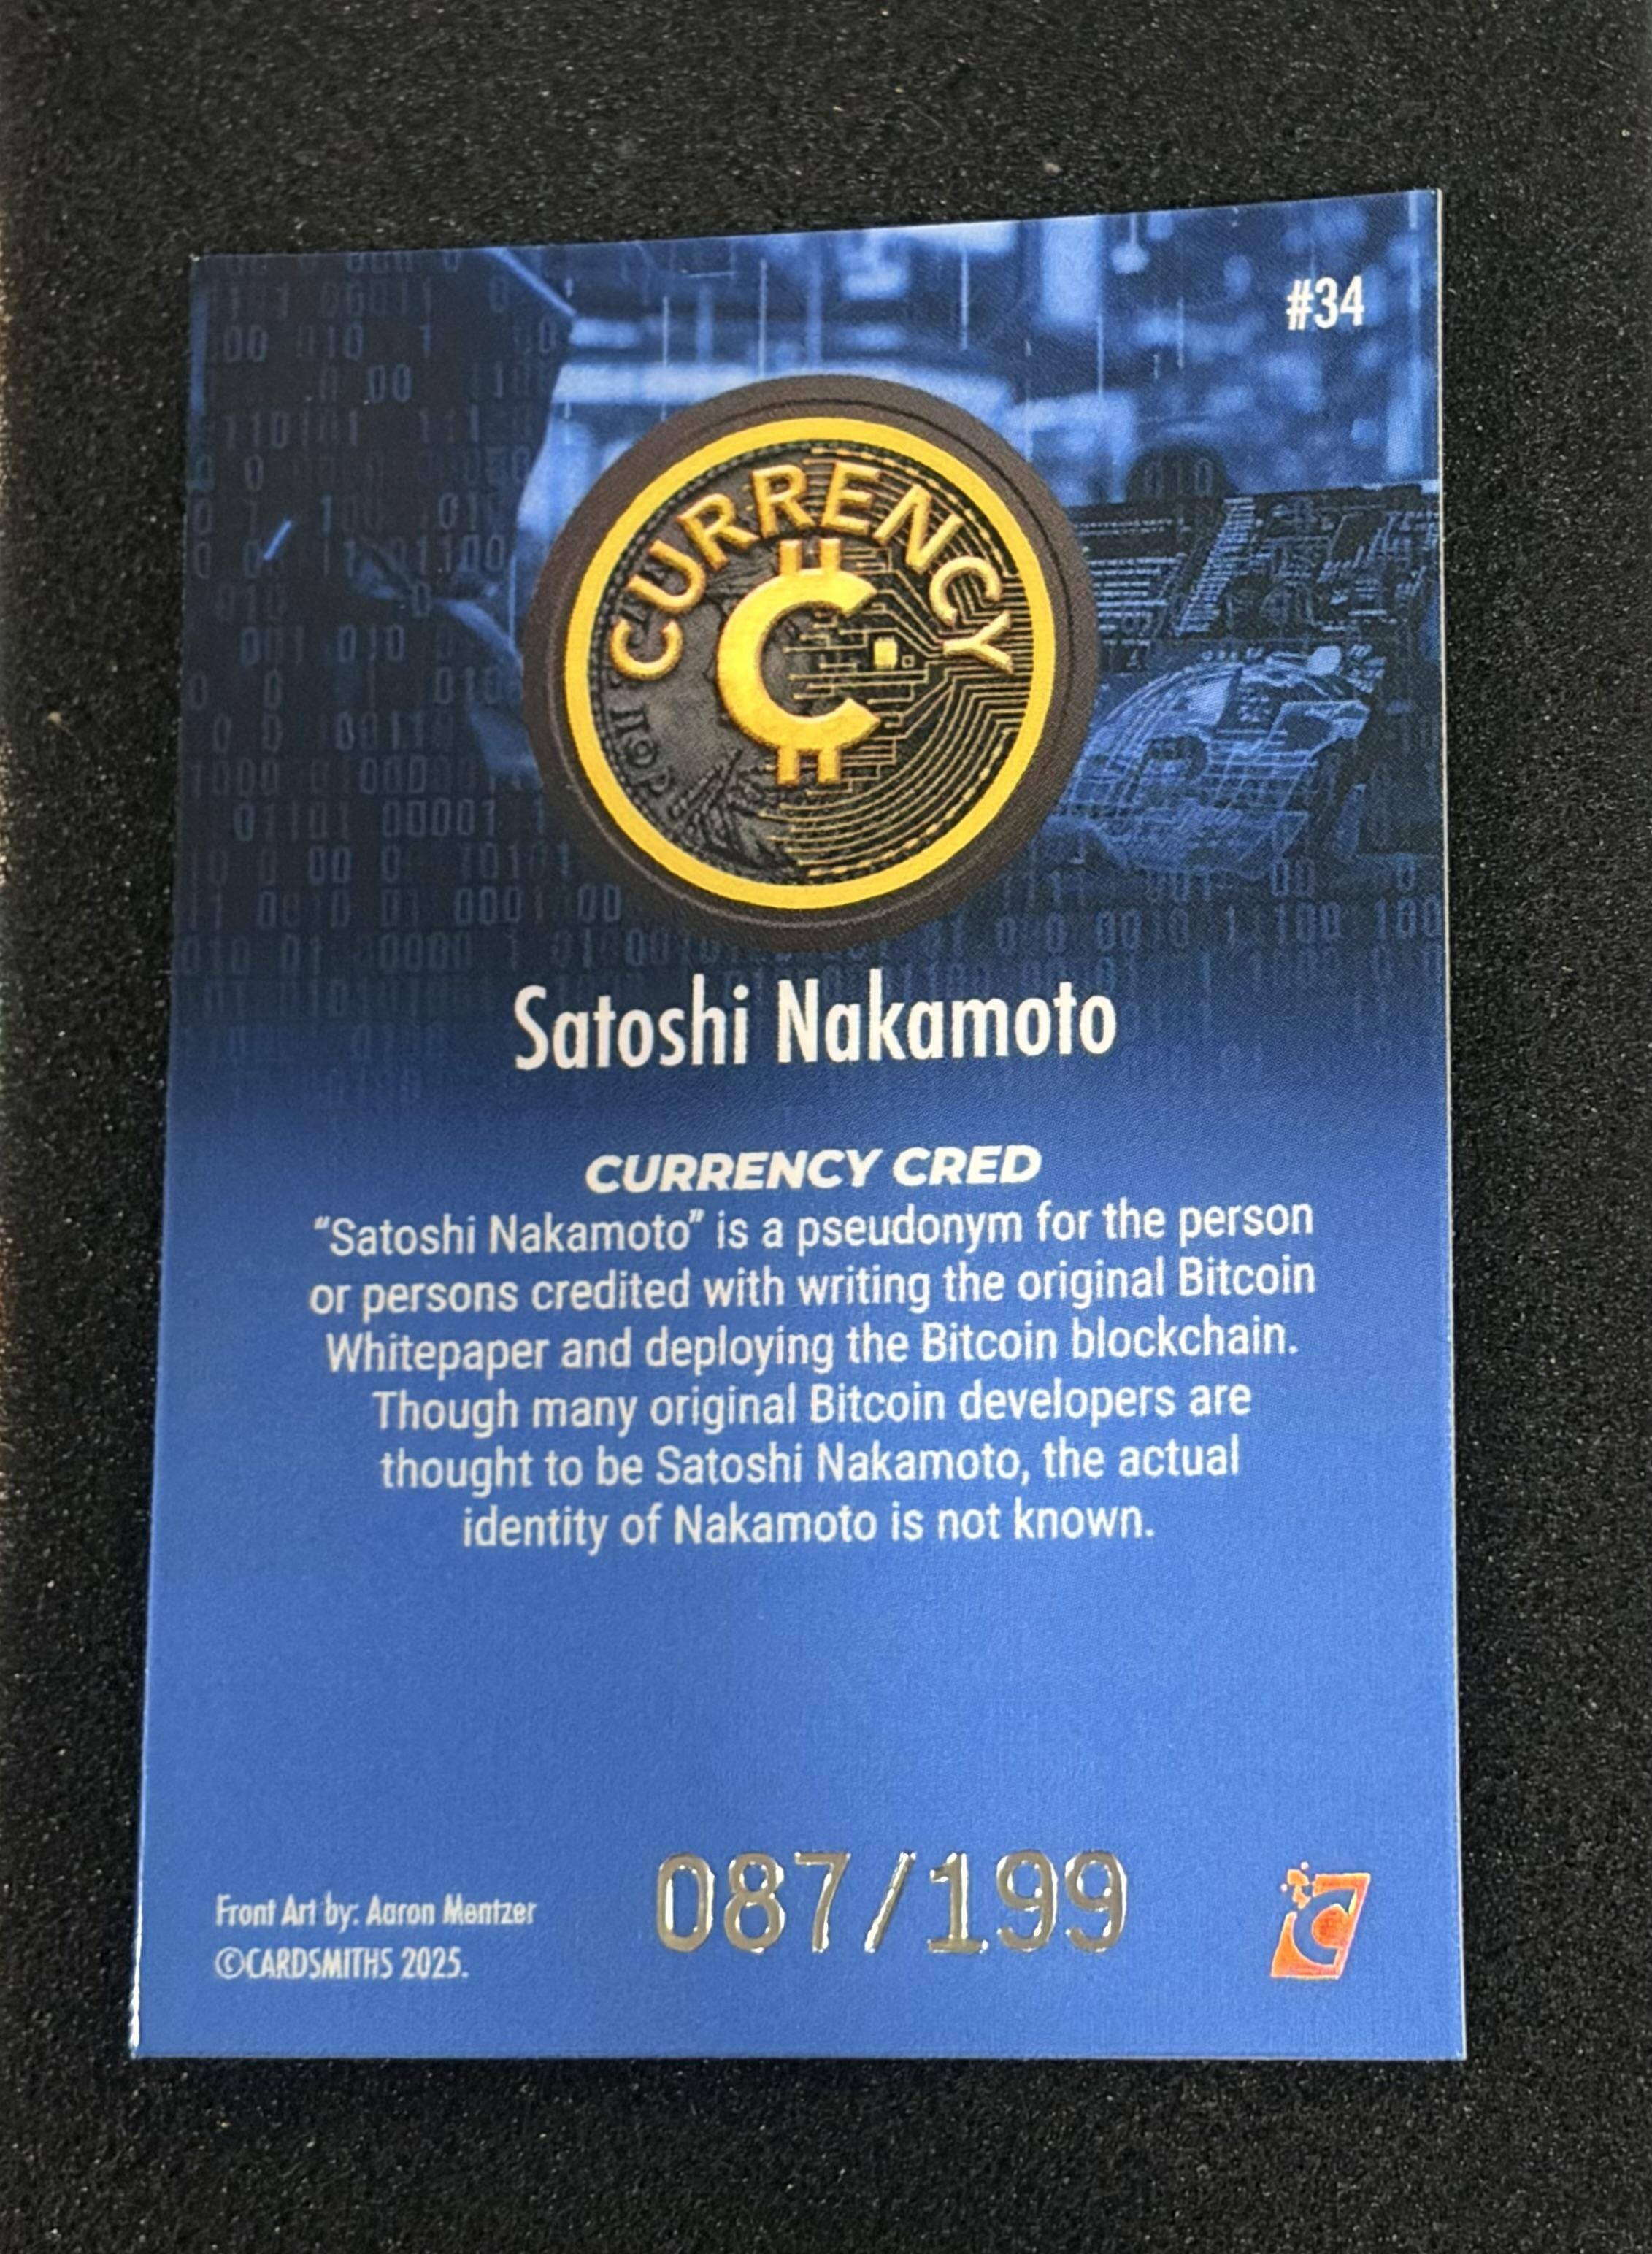 #34
CURRENCY
Satoshi Nakamoto
CURRENCY CRED
“Satoshi Nakamoto” is a pseudonym for the person
or persons credited with writing the original Bitcoin
Whitepaper and deploying the Bitcoin blockchain.
Though many original Bitcoin developers are
thought to be Satoshi Nakamoto, the actual
identity of Nakamoto is not known.
Front Art by: Aaron Mentzer
©CARDSMITHS 2025.
087/199